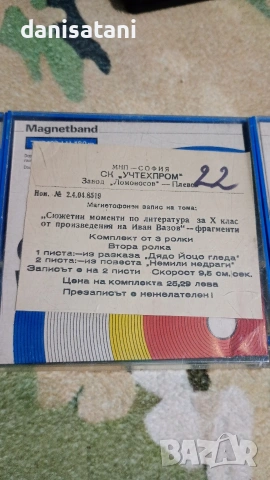 danisatani
Magnetband
МНП — СОФИЯ
СК „УЧТЕХПРОМ"
Завод „Ломоносов" — Плевен
22
Ном. № 2.4.04.8519
Магнетофонен запис на тема:
„Сюжетни моменти по литература за X клас
от произведения на Иван Вазов" — фрагменти
Комплект от 3 ролки
Втора ролка
1 писта:—из разказа „Дядо Йоцо гледа"
2 писта:—из повестта „Немили недраги"
Записът е на 2 писти Скорост 9,5 см./сек.
Цена на комплекта 25,29 лева
Презаписът е нежелателен!
BAZAR